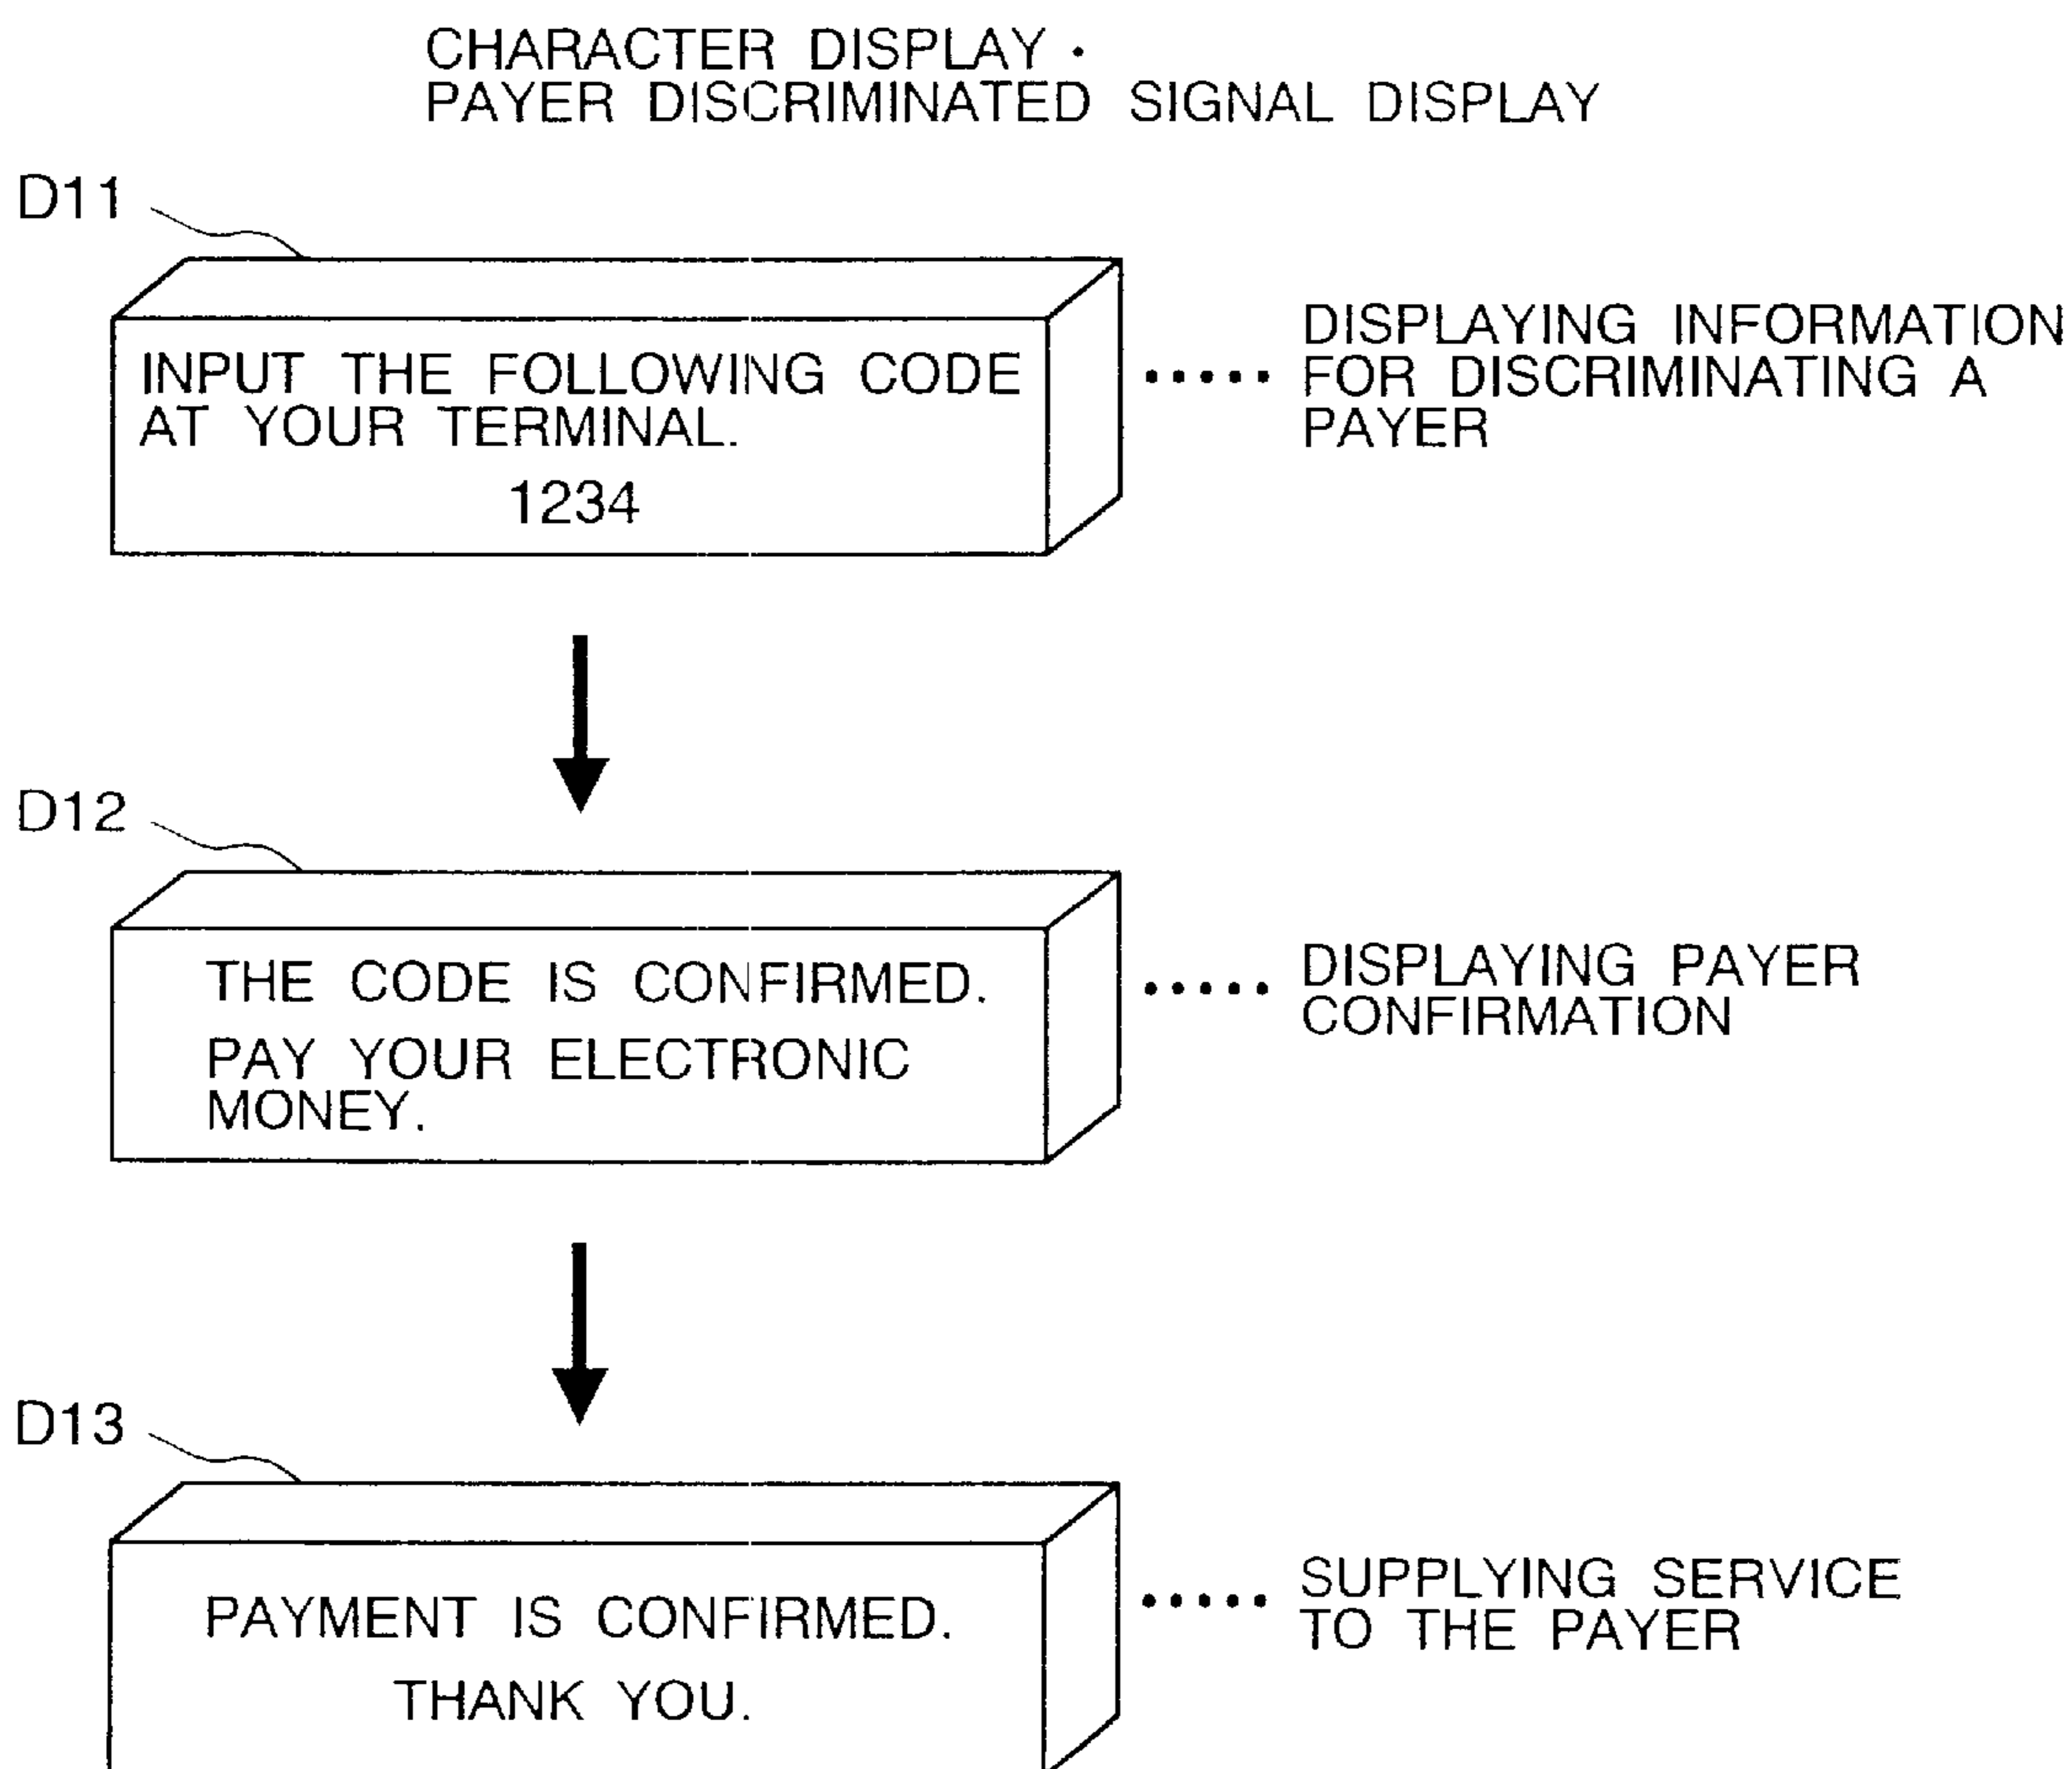 CHARACTER DISPLAY・
PAYER DISCRIMINATED SIGNAL DISPLAY
D11
INPUT THE FOLLOWING CODE
AT YOUR TERMINAL.
1234
..... DISPLAYING INFORMATION
FOR DISCRIMINATING A
PAYER
D12
THE CODE IS CONFIRMED.
PAY YOUR ELECTRONIC
MONEY.
..... DISPLAYING PAYER
CONFIRMATION
D13
PAYMENT IS CONFIRMED.
THANK YOU.
..... SUPPLYING SERVICE
TO THE PAYER